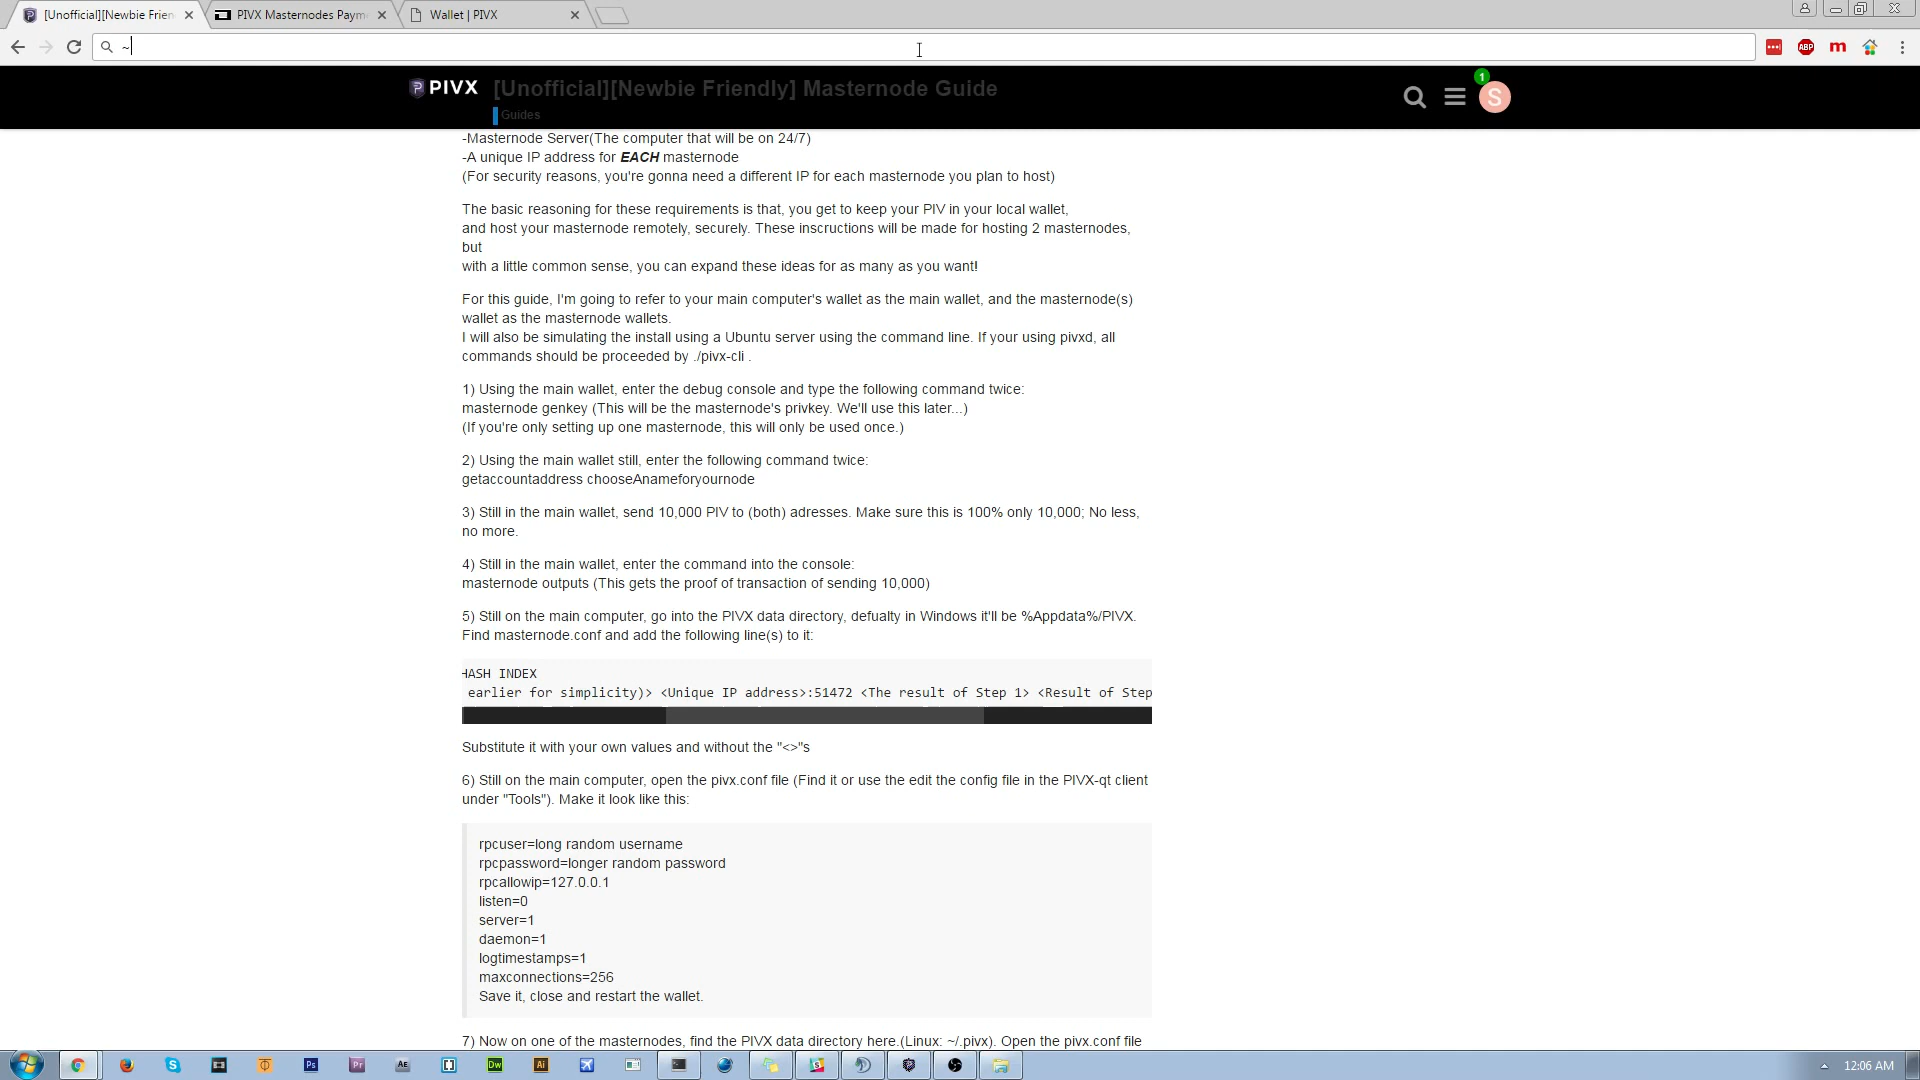 [Unofficial][Newbie Frien
PIVX Masternodes Paym
Wallet | PIVX
~
ABP
m
PIVX
[Unofficial][Newbie Friendly] Masternode Guide
Guides
1
S
-Masternode Server(The computer that will be on 24/7)
-A unique IP address for EACH masternode
(For security reasons, you're gonna need a different IP for each masternode you plan to host)
The basic reasoning for these requirements is that, you get to keep your PIV in your local wallet,
and host your masternode remotely, securely. These inscructions will be made for hosting 2 masternodes,
but
with a little common sense, you can expand these ideas for as many as you want!
For this guide, I'm going to refer to your main computer's wallet as the main wallet, and the masternode(s)
wallet as the masternode wallets.
I will also be simulating the install using a Ubuntu server using the command line. If your using pivxd, all
commands should be proceeded by ./pivx-cli .
1) Using the main wallet, enter the debug console and type the following command twice:
masternode genkey (This will be the masternode's privkey. We'll use this later...)
(If you're only setting up one masternode, this will only be used once.)
2) Using the main wallet still, enter the following command twice:
getaccountaddress chooseAnameforyournode
3) Still in the main wallet, send 10,000 PIV to (both) adresses. Make sure this is 100% only 10,000; No less,
no more.
4) Still in the main wallet, enter the command into the console:
masternode outputs (This gets the proof of transaction of sending 10,000)
5) Still on the main computer, go into the PIVX data directory, defualty in Windows it'll be %Appdata%/PIVX.
Find masternode.conf and add the following line(s) to it:
HASH INDEX
earlier for simplicity)> <Unique IP address>:51472 <The result of Step 1> <Result of Step
Substitute it with your own values and without the "<>"s
6) Still on the main computer, open the pivx.conf file (Find it or use the edit the config file in the PIVX-qt client
under "Tools"). Make it look like this:
rpcuser=long random username
rpcpassword=longer random password
rpcallowip=127.0.0.1
listen=0
server=1
daemon=1
logtimestamps=1
maxconnections=256
Save it, close and restart the wallet.
7) Now on one of the masternodes, find the PIVX data directory here.(Linux: ~/.pivx). Open the pivx.conf file
Ps
Pr
Ae
Dw
Ai
12:06 AM